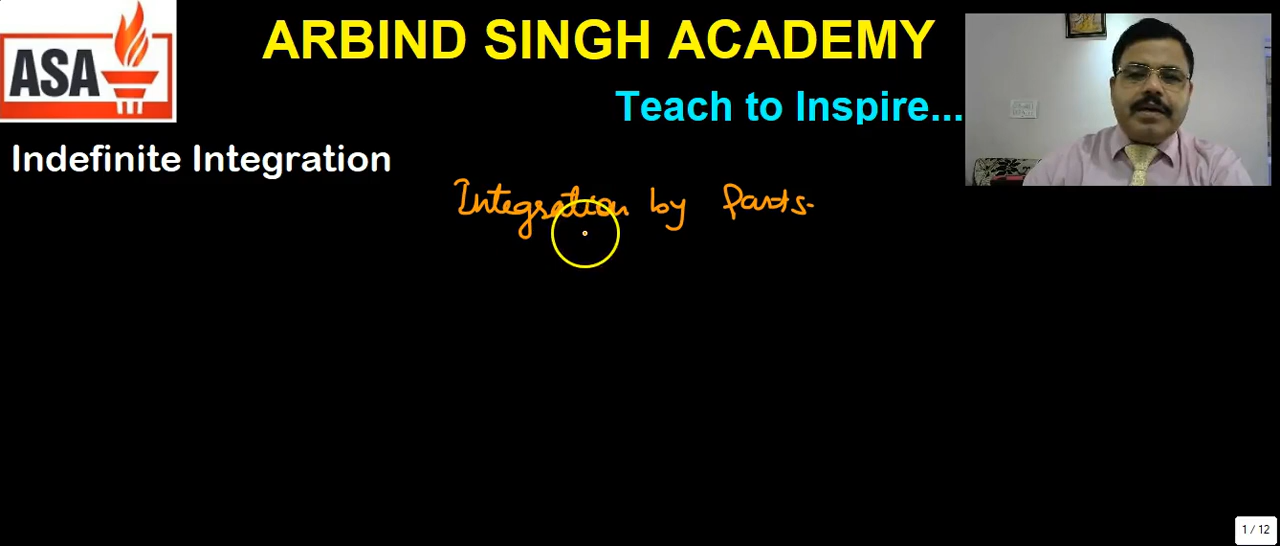 ASA
ARBIND SINGH ACADEMY
Teach to Inspire...
Indefinite Integration
Integration by Parts-
1 / 12